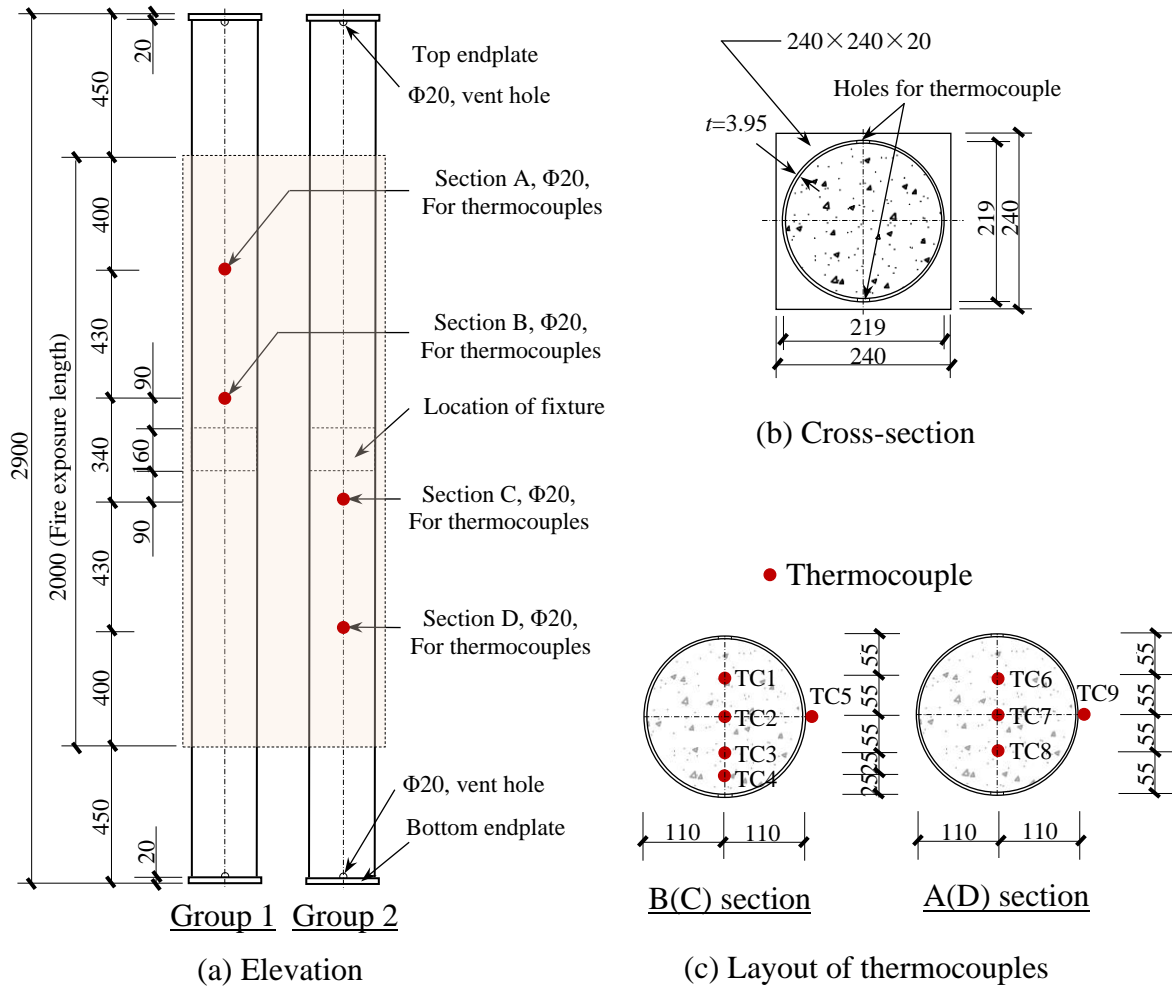 2900
20
450
400
430
90
2000 (Fire exposure length)
340
160
90
430
400
450
20
Top endplate
Φ20, vent hole
Section A, Φ20,
For thermocouples
Section B, Φ20,
For thermocouples
Location of fixture
Section C, Φ20,
For thermocouples
Section D, Φ20,
For thermocouples
Φ20, vent hole
Bottom endplate
Group 1
Group 2
(a) Elevation
240×240×20
Holes for thermocouple
t=3.95
219
240
219
240
(b) Cross-section
Thermocouple
TC1
TC2
TC3
TC4
TC5
55
55
55
25
25
110
110
B(C) section
TC6
TC7
TC8
TC9
55
55
55
55
110
110
A(D) section
(c) Layout of thermocouples